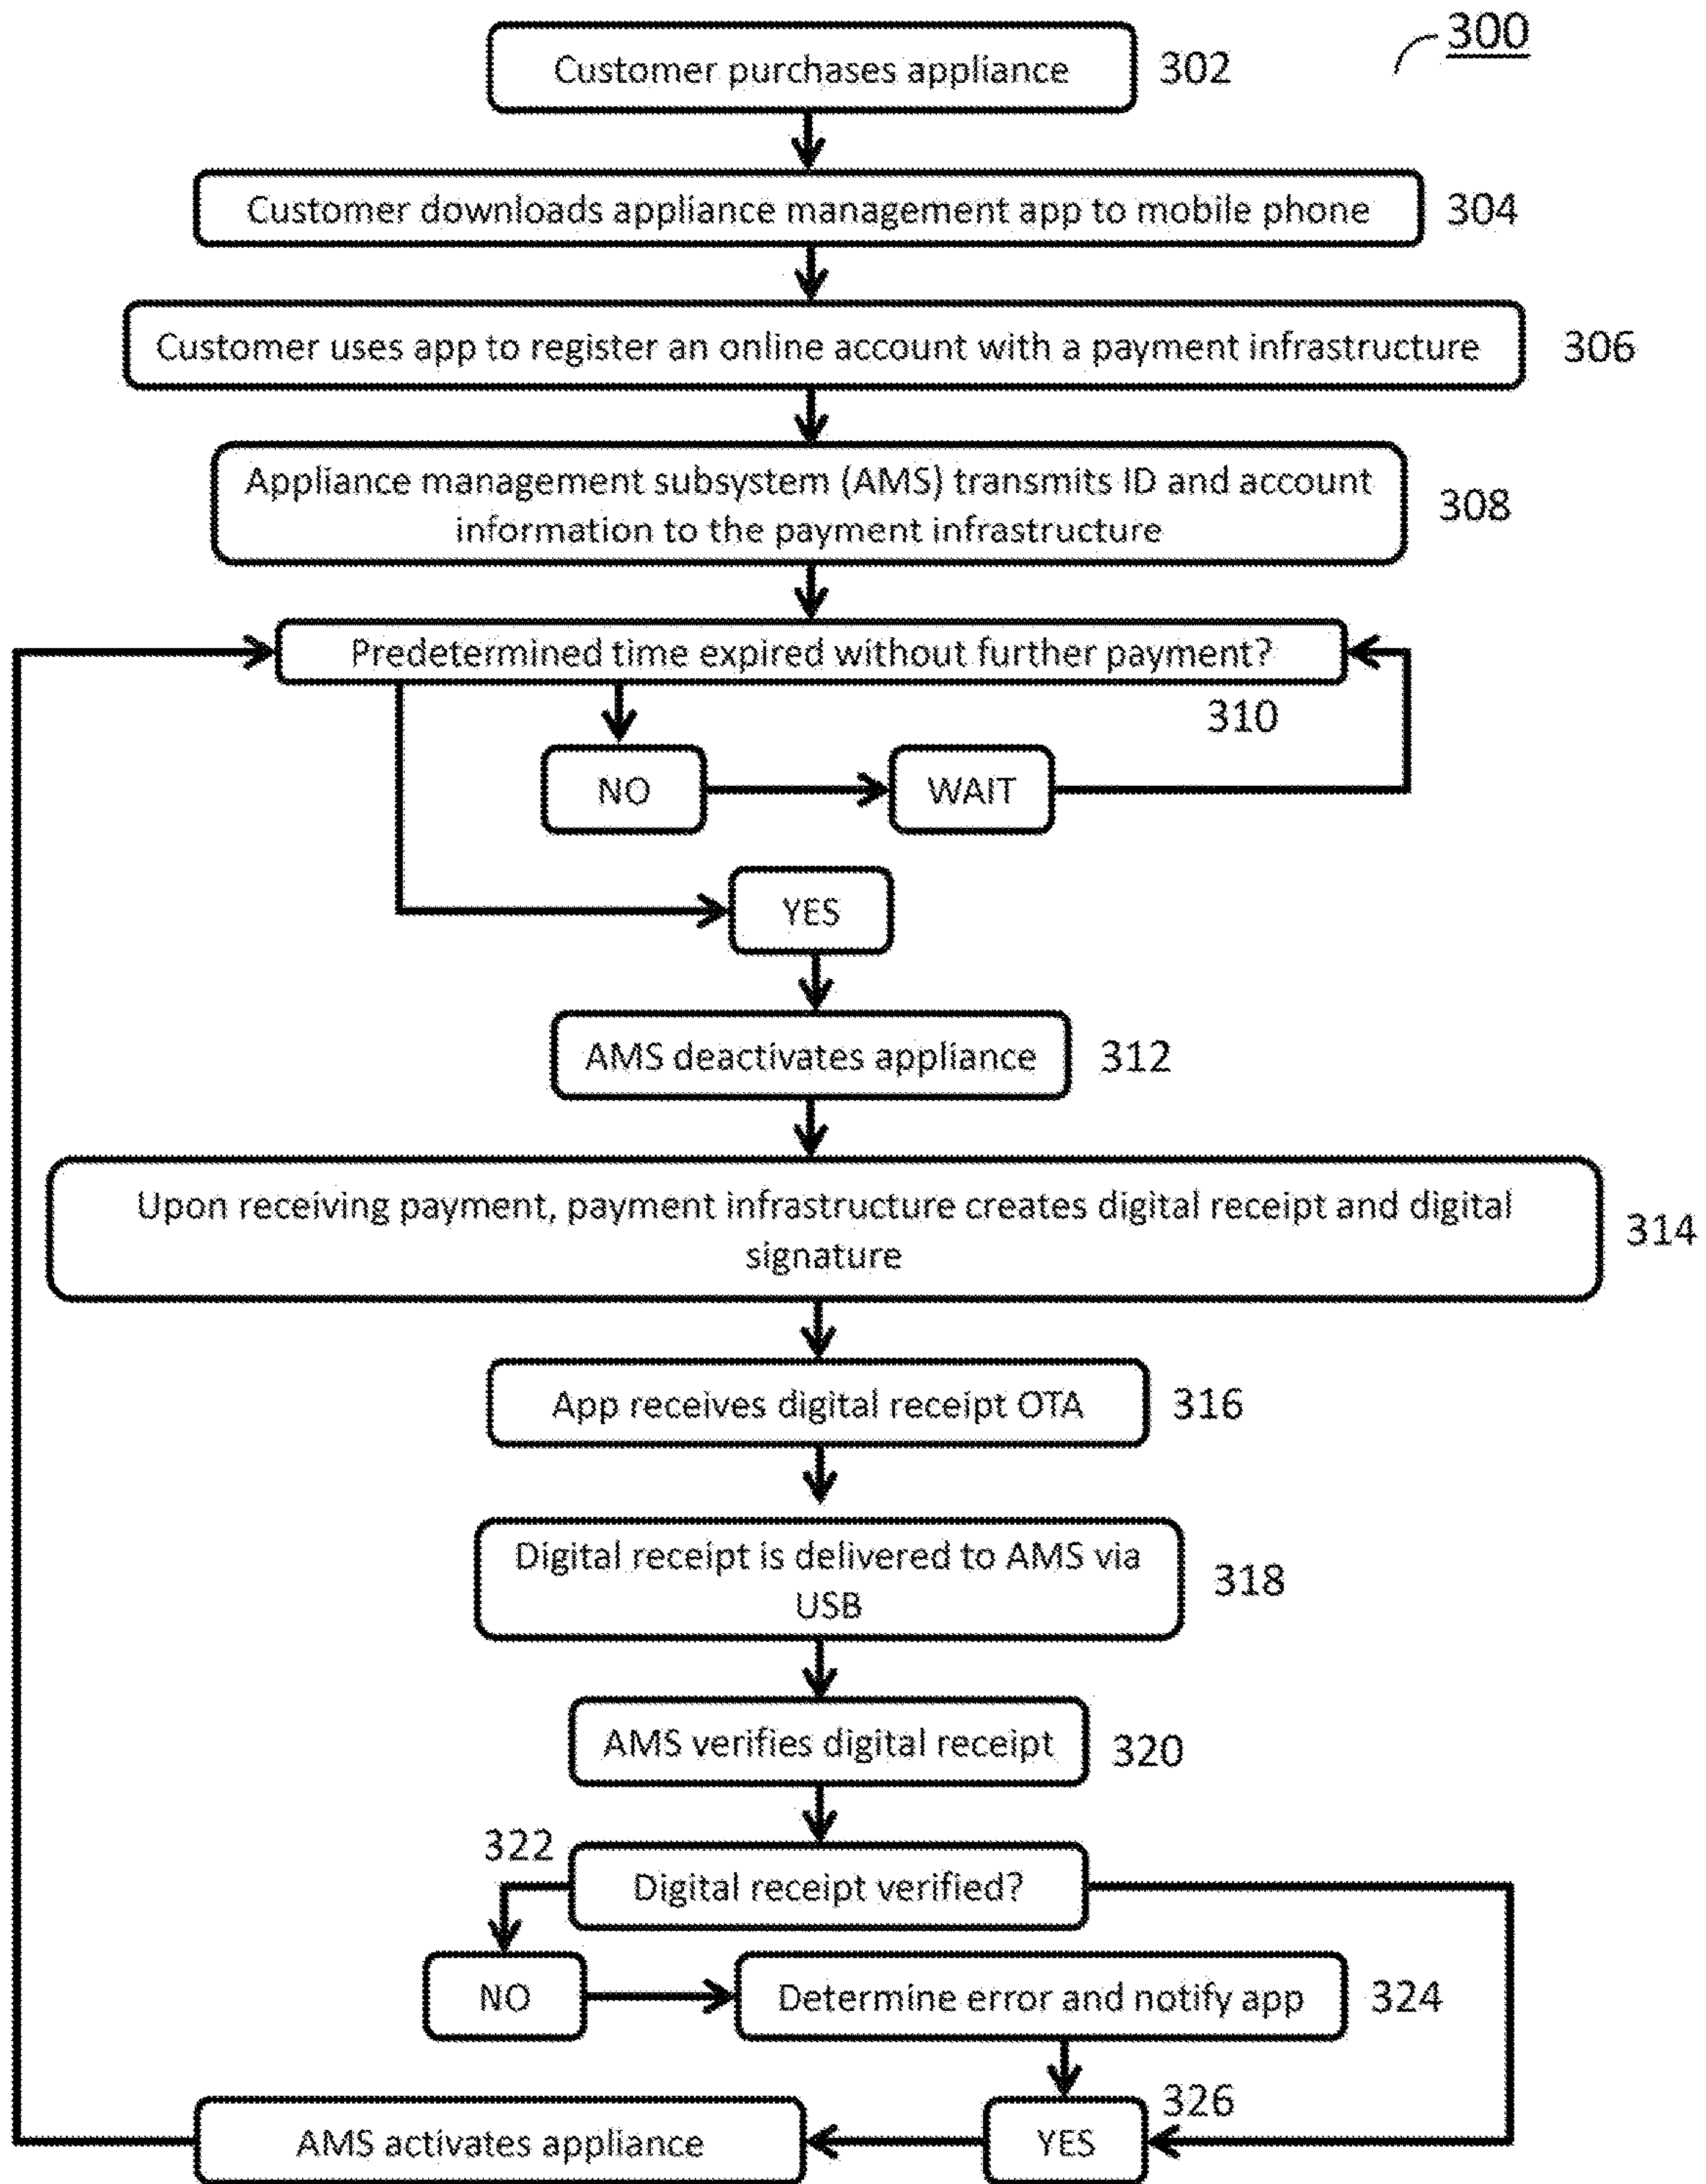 300
Customer purchases appliance
302
Customer downloads appliance management app to mobile phone
304
Customer uses app to register an online account with a payment infrastructure
306
Appliance management subsystem (AMS) transmits ID and account
information to the payment infrastructure
308
Predetermined time expired without further payment?
310
NO
WAIT
YES
AMS deactivates appliance
312
Upon receiving payment, payment infrastructure creates digital receipt and digital
signature
314
App receives digital receipt OTA
316
Digital receipt is delivered to AMS via
USB
318
AMS verifies digital receipt
320
322
Digital receipt verified?
NO
Determine error and notify app
324
326
AMS activates appliance
YES